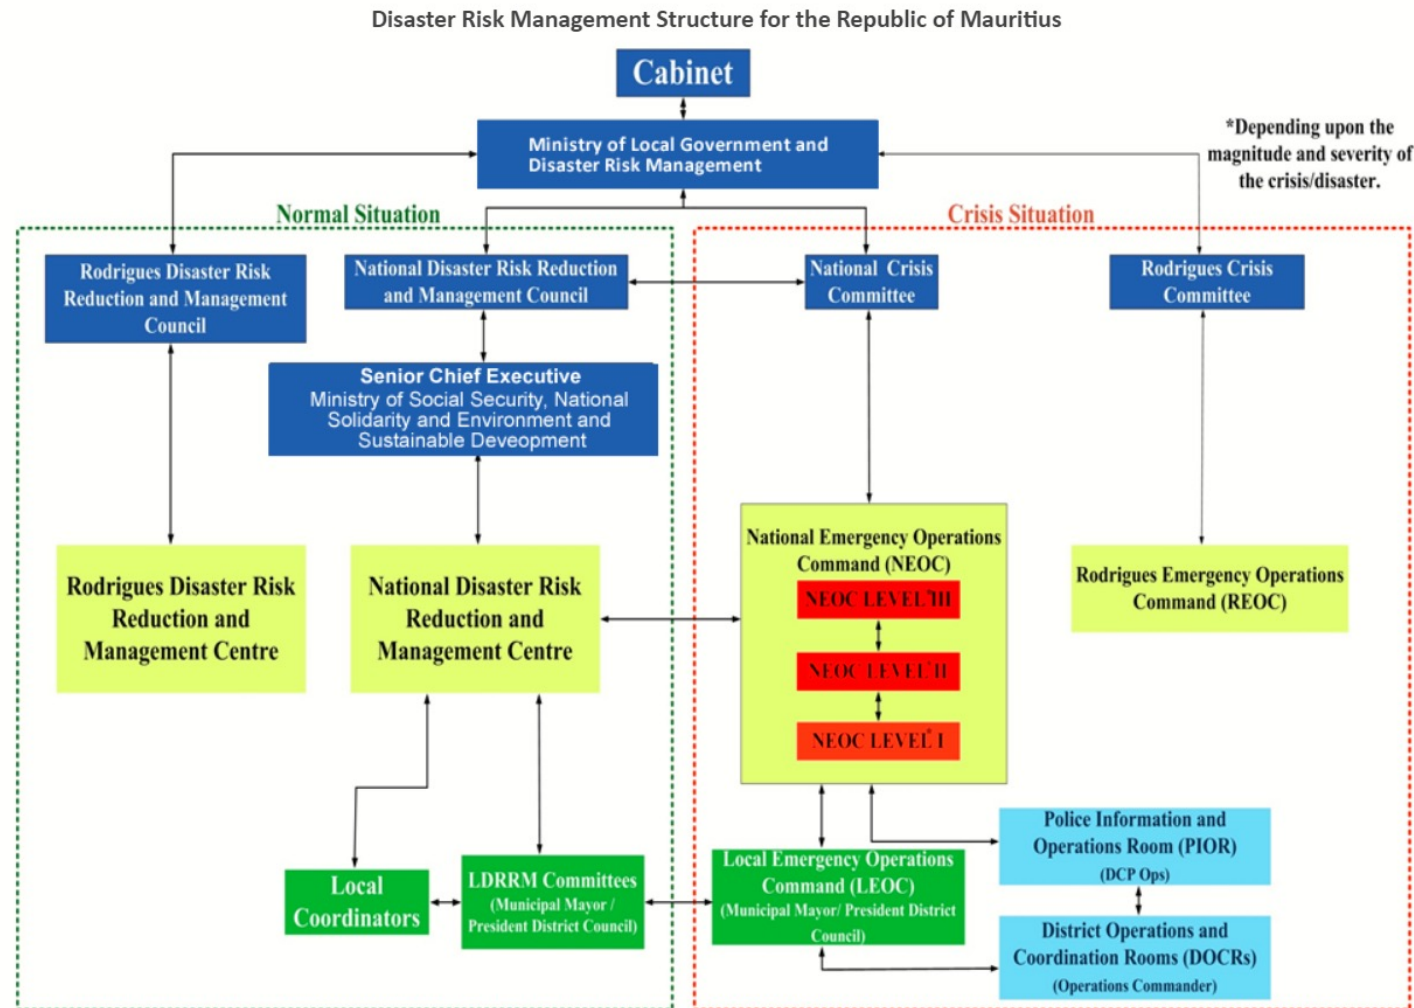 Disaster Risk Management Structure for the Republic of Mauritius
Cabinet
Ministry of Local Government and
Disaster Risk Management
*Depending upon the
magnitude and severity of
the crisis/disaster.
Normal Situation
Crisis Situation
Rodrigues Disaster Risk
Reduction and Management
Council
National Disaster Risk Reduction
and Management Council
National Crisis
Committee
Rodrigues Crisis
Committee
Senior Chief Executive
Ministry of Social Security, National
Solidarity and Environment and
Sustainable Deveopment
Rodrigues Disaster Risk
Reduction and
Management Centre
National Disaster Risk
Reduction and
Management Centre
National Emergency Operations
Command (NEOC)
NEOC LEVEL*III
NEOC LEVEL*II
NEOC LEVEL* I
Rodrigues Emergency Operations
Command (REOC)
Local
Coordinators
LDRRM Committees
(Municipal Mayor /
President District Council)
Local Emergency Operations
Command (LEOC)
(Municipal Mayor/ President District
Council)
Police Information and
Operations Room (PIOR)
(DCP Ops)
District Operations and
Coordination Rooms (DOCRs)
(Operations Commander)